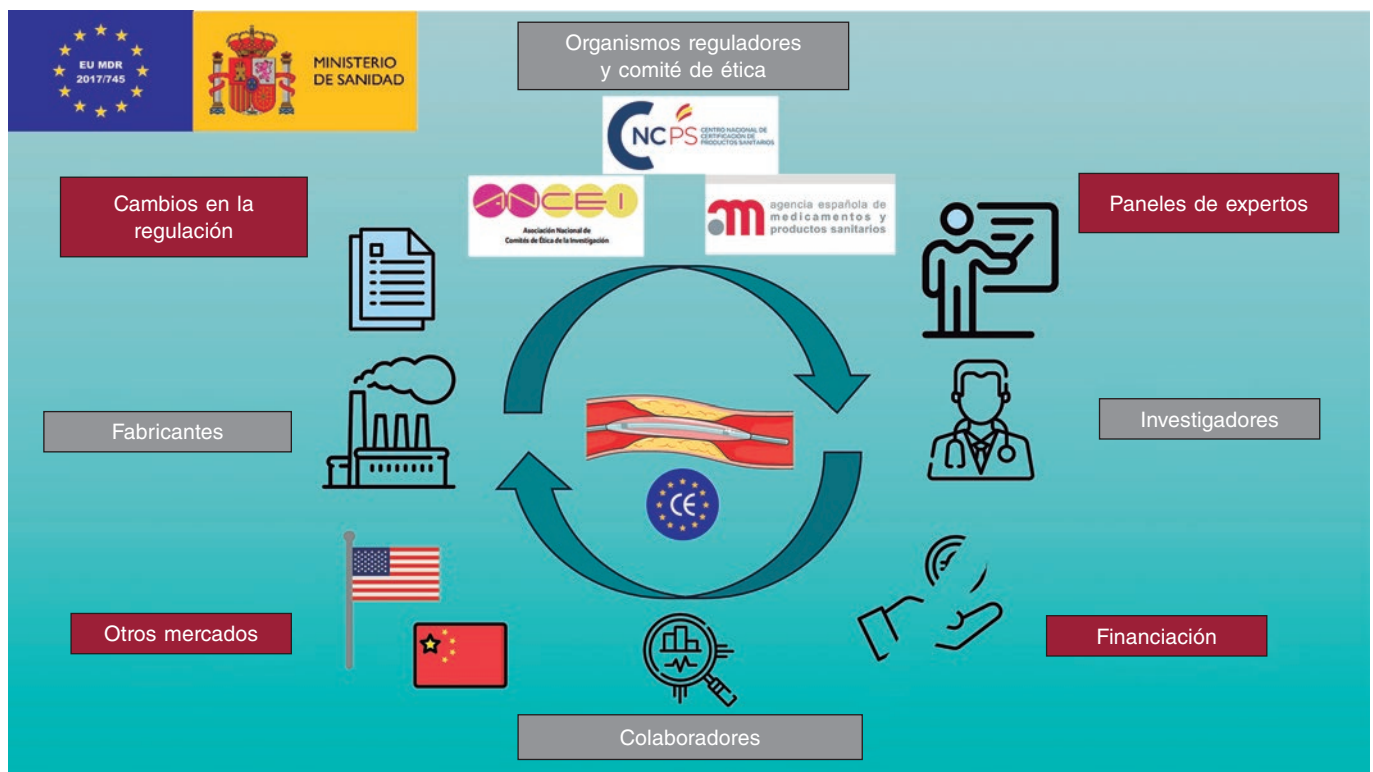 EU MDR
2017/745
MINISTERIO
DE SANIDAD
Organismos reguladores
y comité de ética
CNCPS
CENTRO NACIONAL DE
CERTIFICACIÓN DE
PRODUCTOS SANITARIOS
ANCEI
Asociación Nacional de
Comités de Ética de la Investigación
agencia española de
medicamentos y
productos sanitarios
Cambios en la
regulación
Paneles de expertos
Fabricantes
Investigadores
CE
Otros mercados
Financiación
Colaboradores